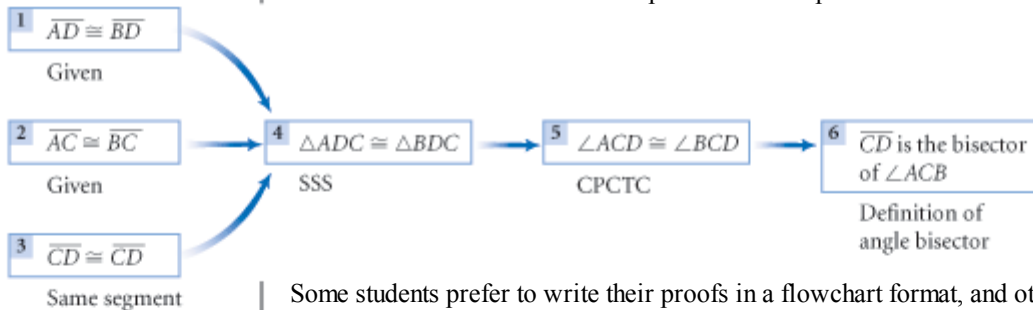 1 AD ≅ BD
Given
2 AC ≅ BC
Given
3 CD ≅ CD
Same segment
4 △ADC ≅ △BDC
SSS
5 ∠ACD ≅ ∠BCD
CPCTC
6 CD is the bisector
of ∠ACB
Definition of
angle bisector
Some students prefer to write their proofs in a flowchart format, and